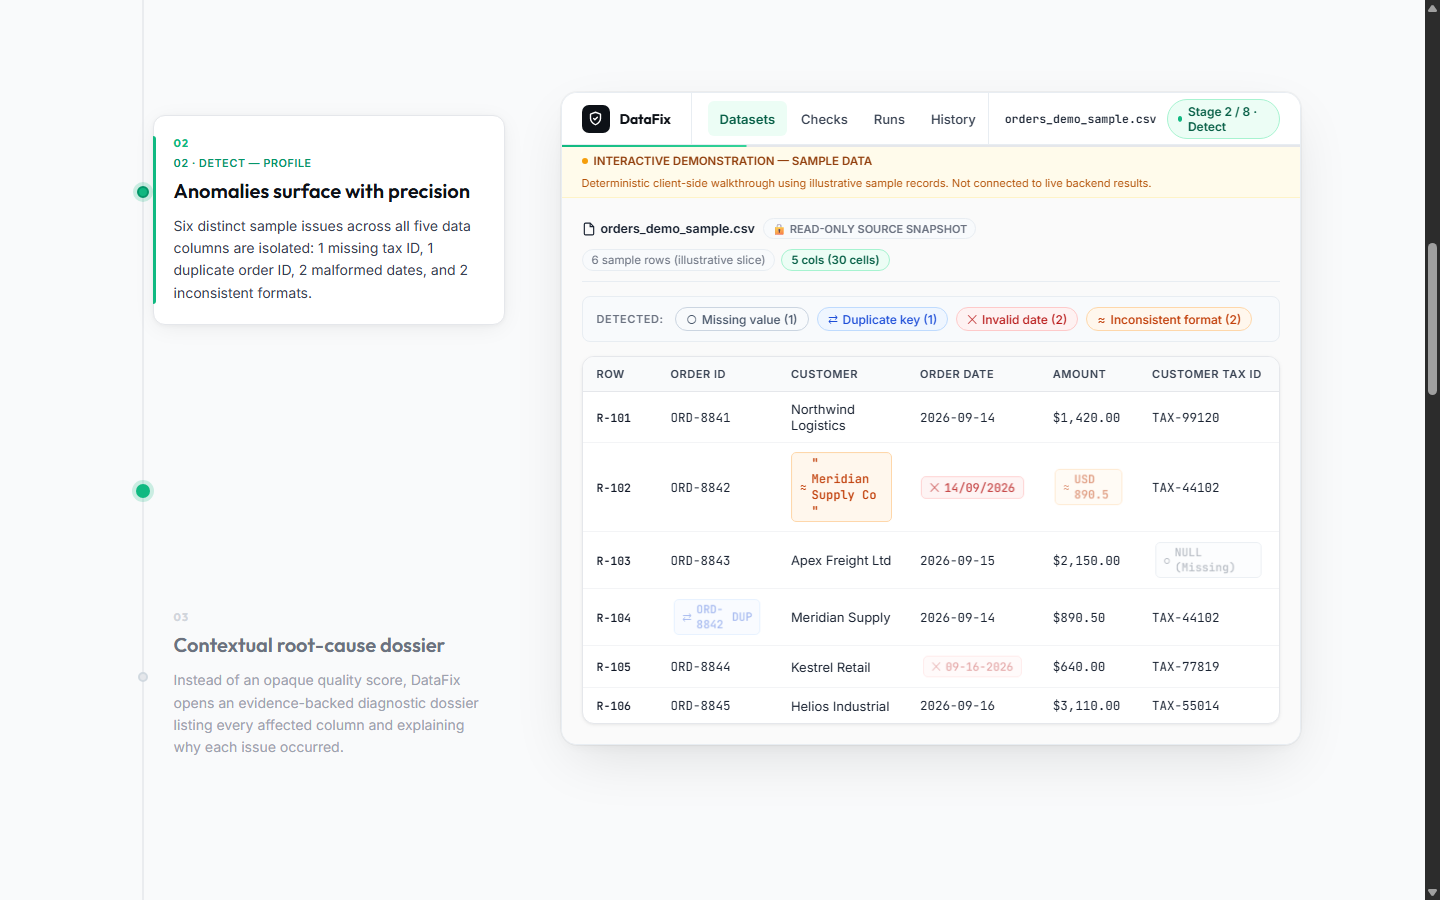 02
02 · DETECT — PROFILE
Anomalies surface with precision
Six distinct sample issues across all five data
columns are isolated: 1 missing tax ID, 1
duplicate order ID, 2 malformed dates, and 2
inconsistent formats.
03
Contextual root-cause dossier
Instead of an opaque quality score, DataFix
opens an evidence-backed diagnostic dossier
listing every affected column and explaining
why each issue occurred.
DataFix
Datasets Checks Runs History
orders_demo_sample.csv
Stage 2 / 8 ·
Detect
INTERACTIVE DEMONSTRATION — SAMPLE DATA
Deterministic client-side walkthrough using illustrative sample records. Not connected to live backend results.
orders_demo_sample.csv 🔒 READ-ONLY SOURCE SNAPSHOT
6 sample rows (illustrative slice) 5 cols (30 cells)
DETECTED: ○ Missing value (1) ⇄ Duplicate key (1) ✕ Invalid date (2) ≈ Inconsistent format (2)
ROW ORDER ID CUSTOMER ORDER DATE AMOUNT CUSTOMER TAX ID
R-101 ORD-8841 Northwind
Logistics 2026-09-14 $1,420.00 TAX-99120
R-102 ORD-8842 ≈ "
Meridian
Supply Co
" ✕ 14/09/2026 ≈ USD
890.5 TAX-44102
R-103 ORD-8843 Apex Freight Ltd 2026-09-15 $2,150.00 ○ NULL
(Missing)
R-104 ⇄ ORD-
8842 DUP Meridian Supply 2026-09-14 $890.50 TAX-44102
R-105 ORD-8844 Kestrel Retail ✕ 09-16-2026 $640.00 TAX-77819
R-106 ORD-8845 Helios Industrial 2026-09-16 $3,110.00 TAX-55014